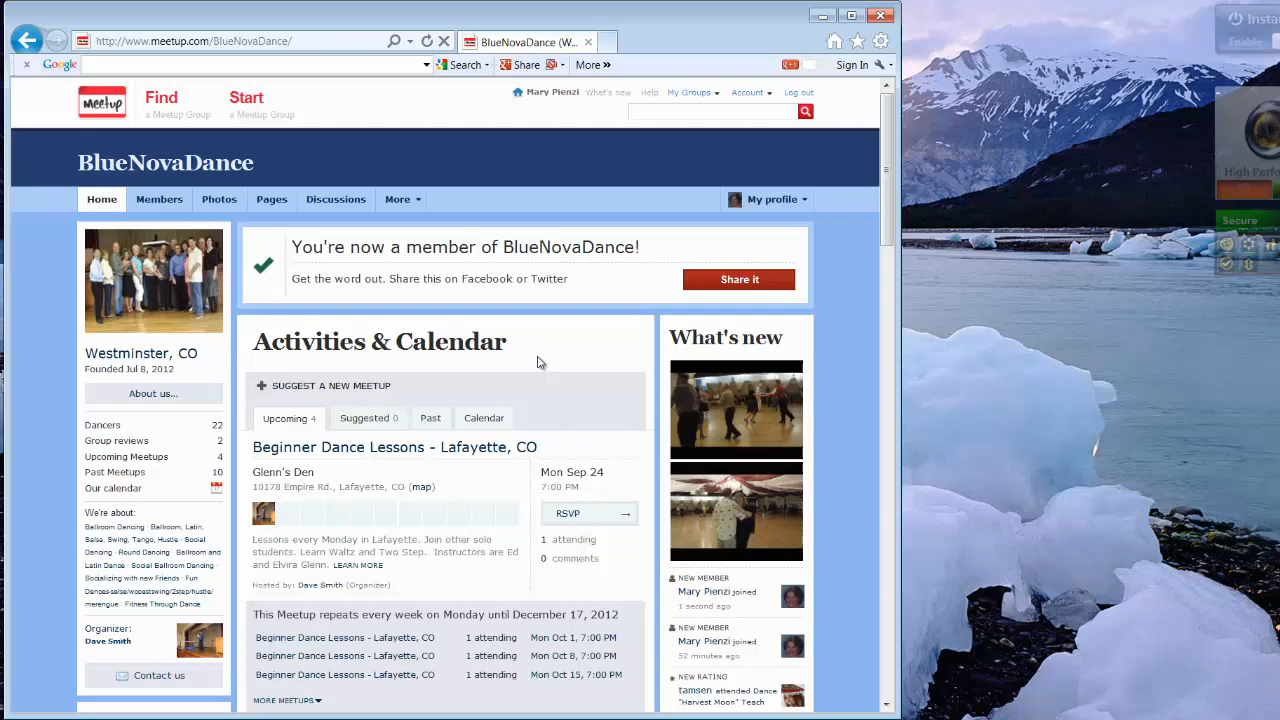 http://www.meetup.com/BlueNovaDance/
BlueNovaDance (W...
Google
Search
Share
More »
Sign In
meetup
Find
a Meetup Group
Start
a Meetup Group
Mary Pienzi
What's new
Help
My Groups
Account
Log out
BlueNovaDance
Home
Members
Photos
Pages
Discussions
More
My profile
You're now a member of BlueNovaDance!
Get the word out. Share this on Facebook or Twitter
Share it
Westminster, CO
Founded Jul 8, 2012
About us...
Dancers 22
Group reviews 2
Upcoming Meetups 4
Past Meetups 10
Our calendar
We're about:
Ballroom Dancing · Ballroom, Latin,
Salsa, Swing, Tango, Hustle · Social
Dancing · Round Dancing · Ballroom and
Latin Dance · Social Ballroom Dancing ·
Socializing with new Friends · Fun
Dances-salsa/wcoastswing/2step/hustle/
merengue · Fitness Through Dance
Organizer:
Dave Smith
Contact us
Activities & Calendar
SUGGEST A NEW MEETUP
Upcoming 4
Suggested 0
Past
Calendar
Beginner Dance Lessons - Lafayette, CO
Glenn's Den
10178 Empire Rd., Lafayette, CO (map)
Mon Sep 24
7:00 PM
RSVP →
1 attending
0 comments
Lessons every Monday in Lafayette. Join other solo
students. Learn Waltz and Two Step. Instructors are Ed
and Elvira Glenn. LEARN MORE
Hosted by: Dave Smith (Organizer)
This Meetup repeats every week on Monday until December 17, 2012
Beginner Dance Lessons - Lafayette, CO 1 attending Mon Oct 1, 7:00 PM
Beginner Dance Lessons - Lafayette, CO 1 attending Mon Oct 8, 7:00 PM
Beginner Dance Lessons - Lafayette, CO 1 attending Mon Oct 15, 7:00 PM
MORE MEETUPS
What's new
NEW MEMBER
Mary Pienzi joined
1 second ago
NEW MEMBER
Mary Pienzi joined
52 minutes ago
NEW RATING
tamsen attended Dance
"Harvest Moon" Teach
Enable
Secure